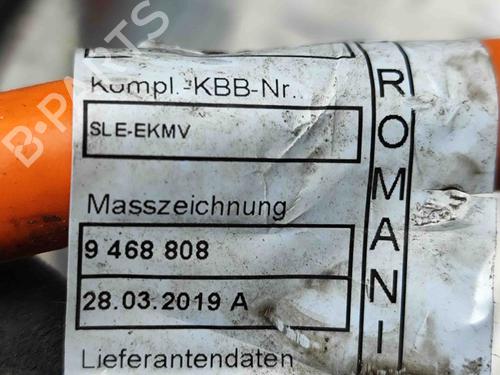 Kompl.-KBB-Nr.
SLE-EKMV
Masszeichnung
9 468 808
28.03.2019 A
Lieferantendaten
ROMANI
B-PARTS